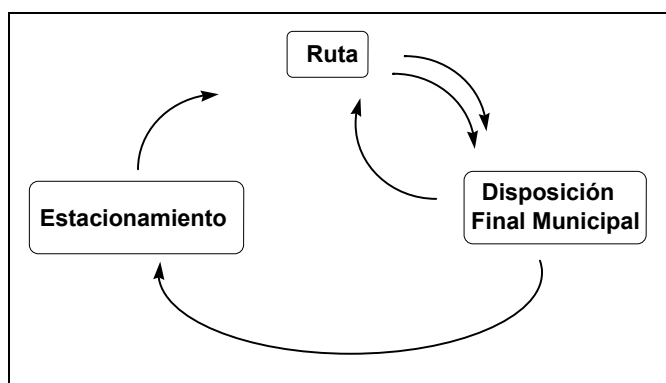 Ruta
Estacionamiento
Disposición
Final Municipal